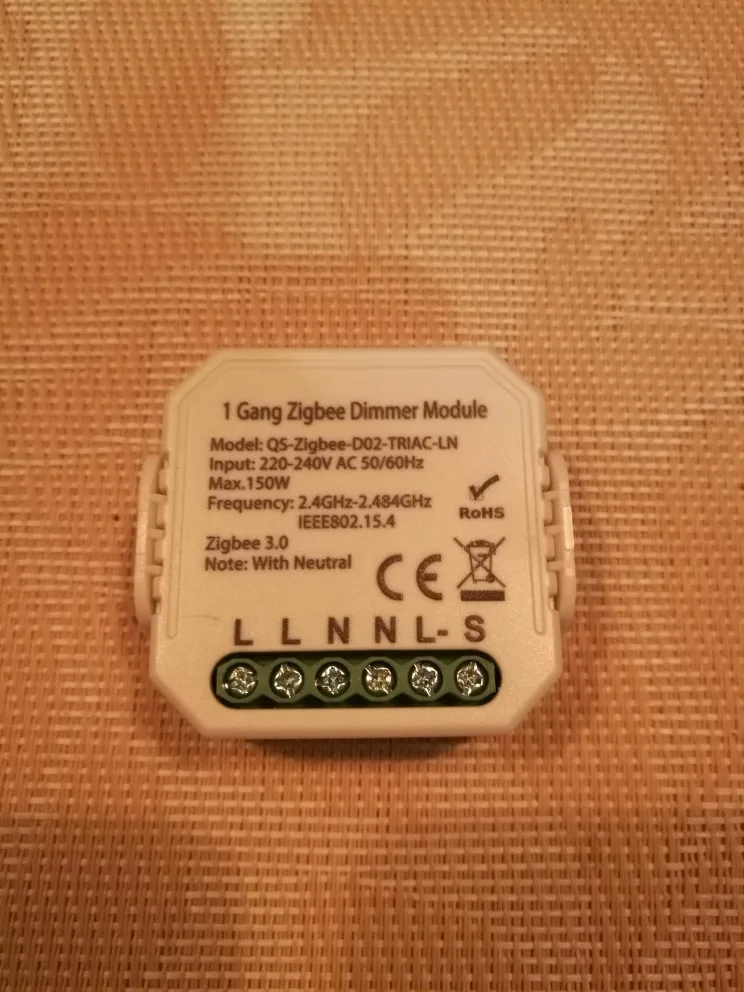 1 Gang Zigbee Dimmer Module
Model: QS-Zigbee-D02-TRIAC-LN
Input: 220-240V AC 50/60Hz
Max.150W
Frequency: 2.4GHz-2.484GHz
IEEE802.15.4
RoHS
Zigbee 3.0
Note: With Neutral
CE
L L N N L- S